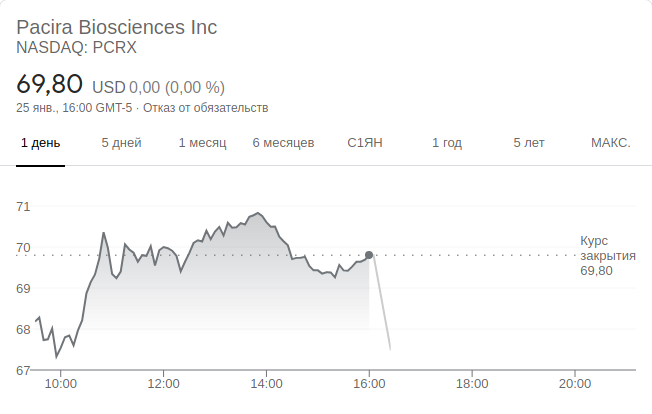 Pacira Biosciences Inc
NASDAQ: PCRX
69,80 USD 0,00 (0,00 %)
25 янв., 16:00 GMT-5 · Отказ от обязательств
1 день 5 дней 1 месяц 6 месяцев С1ЯН 1 год 5 лет МАКС.
71
70
69
68
67
Курс
закрытия
69,80
10:00 12:00 14:00 16:00 18:00 20:00